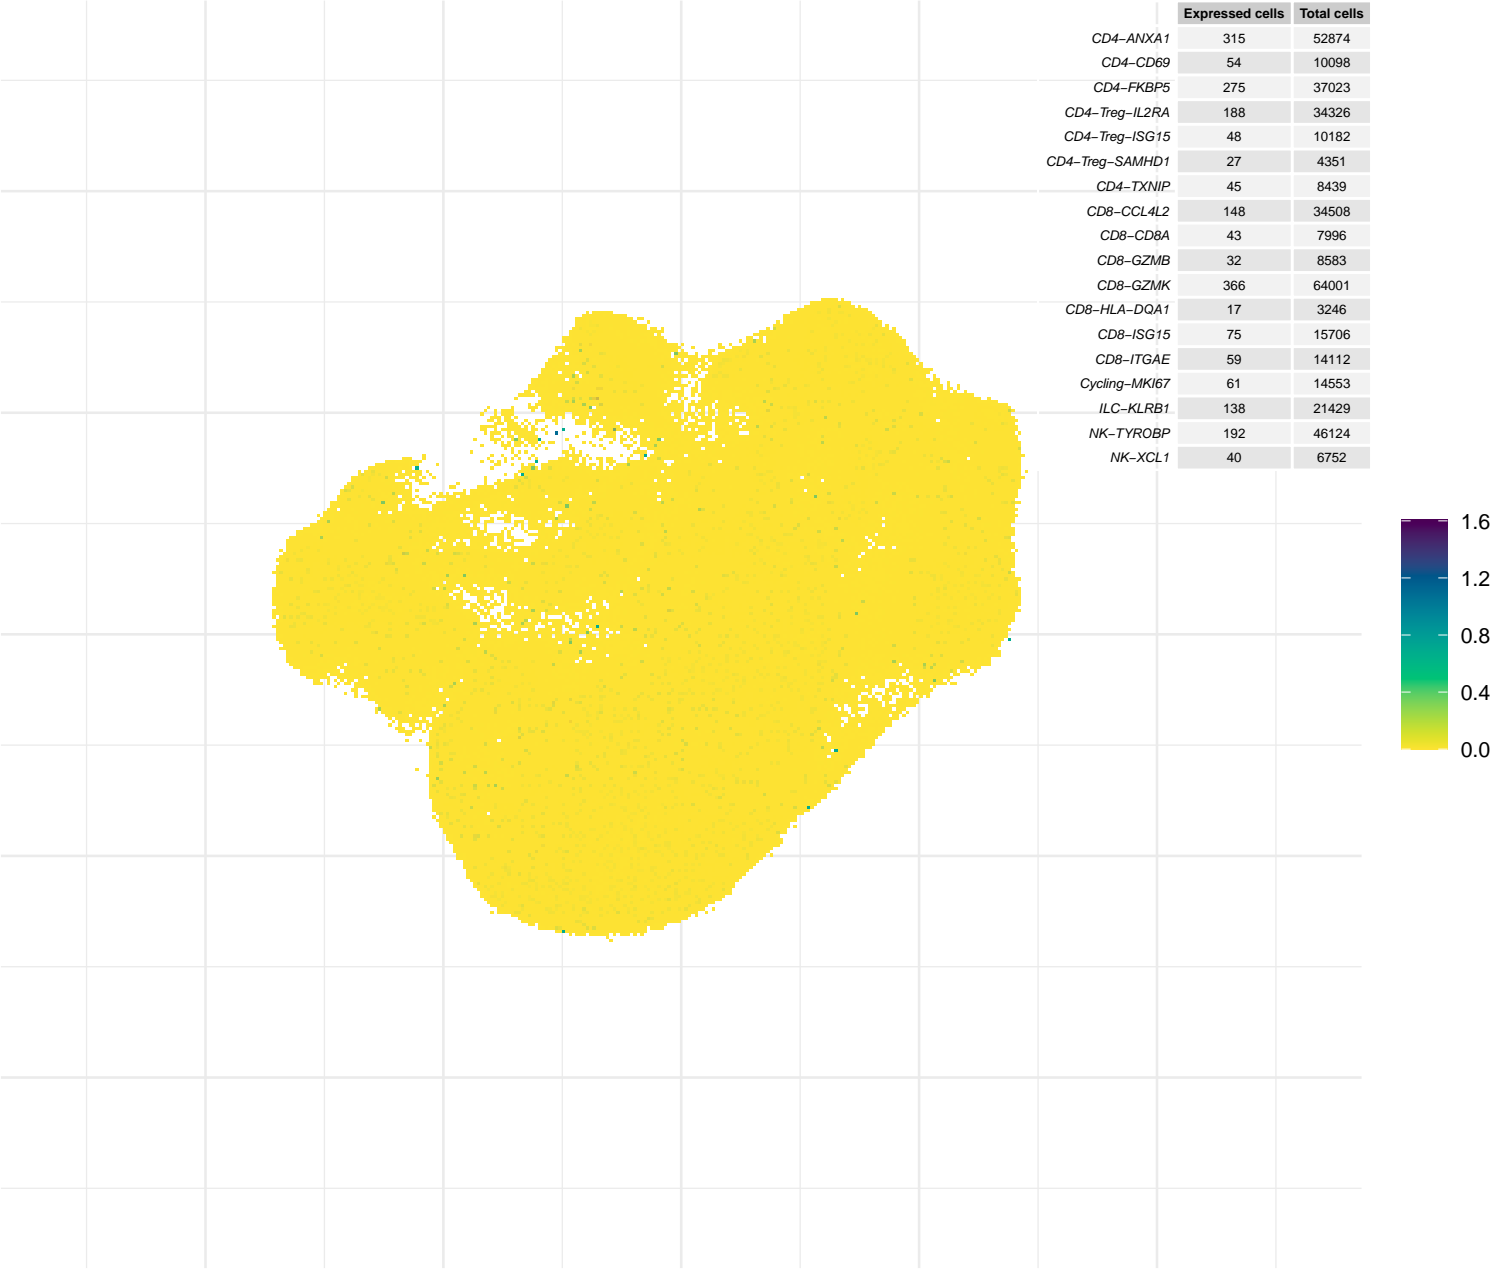 Expressed cells Total cells
CD4−ANXA1 315 52874
CD4−CD69 54 10098
CD4−FKBP5 275 37023
CD4−Treg−IL2RA 188 34326
CD4−Treg−ISG15 48 10182
CD4−Treg−SAMHD1 27 4351
CD4−TXNIP 45 8439
CD8−CCL4L2 148 34508
CD8−CD8A 43 7996
CD8−GZMB 32 8583
CD8−GZMK 366 64001
CD8−HLA−DQA1 17 3246
CD8−ISG15 75 15706
CD8−ITGAE 59 14112
Cycling−MKI67 61 14553
ILC−KLRB1 138 21429
NK−TYROBP 192 46124
NK−XCL1 40 6752
1.6
1.2
0.8
0.4
0.0